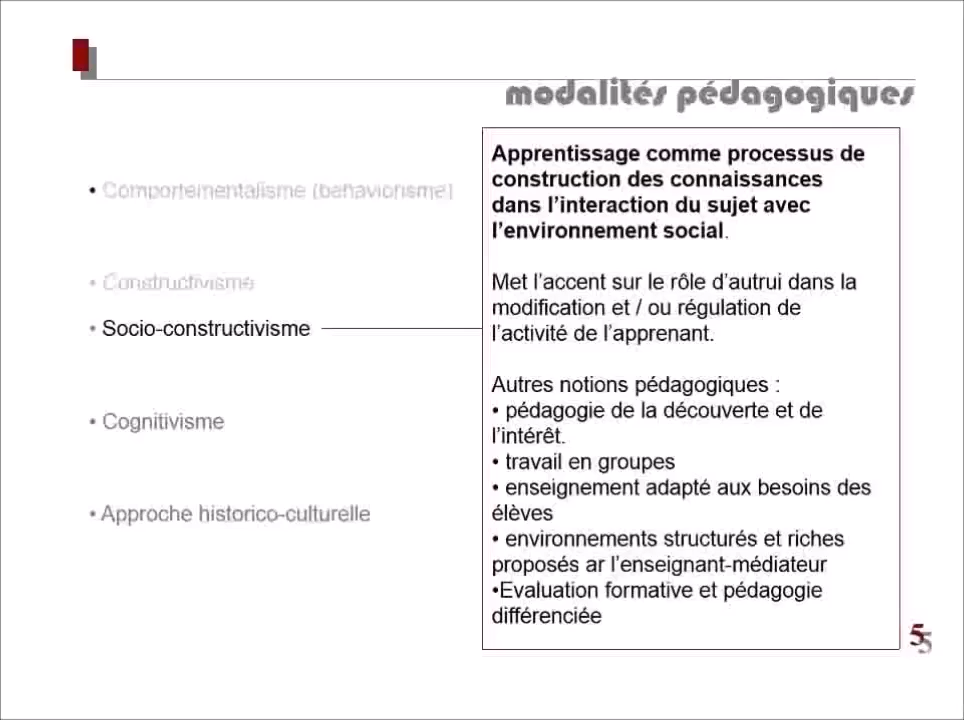 modalités pédagogiques
• Comportementalisme (behaviorisme)
• Constructivisme
• Socio-constructivisme
• Cognitivisme
• Approche historico-culturelle
Apprentissage comme processus de
construction des connaissances
dans l’interaction du sujet avec
l’environnement social.
Met l’accent sur le rôle d’autrui dans la
modification et / ou régulation de
l’activité de l’apprenant.
Autres notions pédagogiques :
• pédagogie de la découverte et de
l’intérêt.
• travail en groupes
• enseignement adapté aux besoins des
élèves
• environnements structurés et riches
proposés ar l’enseignant-médiateur
•Evaluation formative et pédagogie
différenciée
5